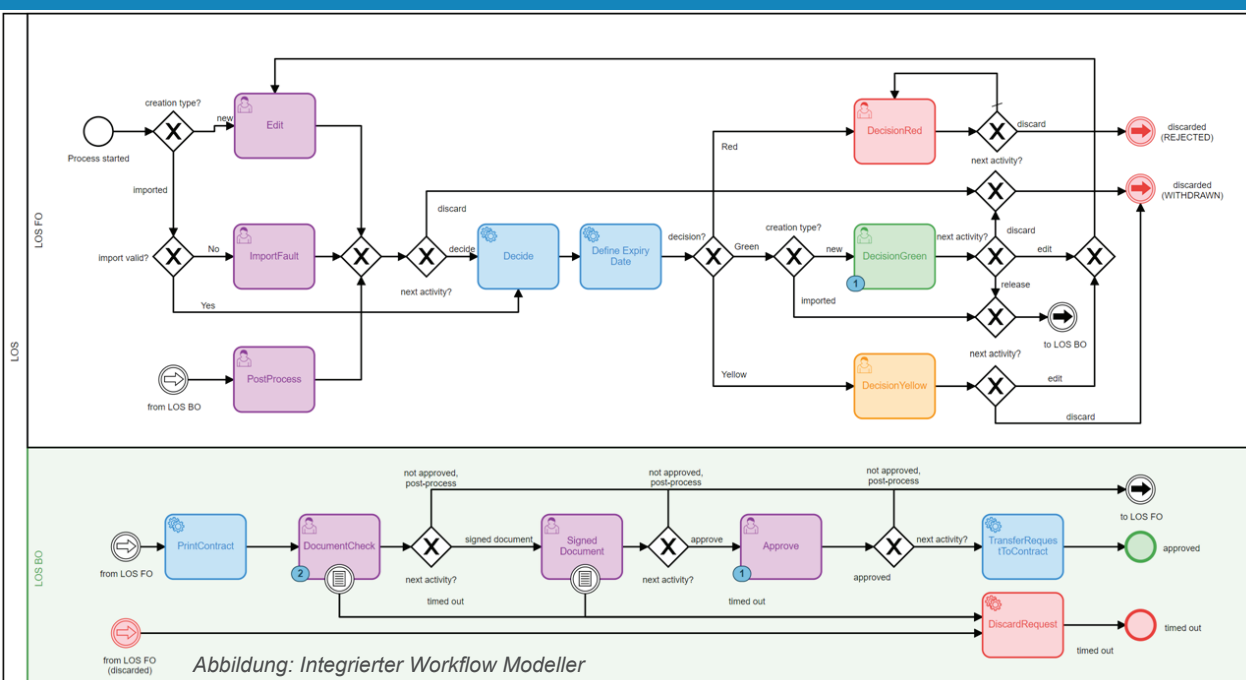 LOS
LOS FO
creation type?
new
Edit
Process started
imported
import valid?
No
ImportFault
Yes
from LOS BO
PostProcess
discard
decide
next activity?
Decide
Define Expiry
Date
decision?
Red
Green
Yellow
creation type?
new
imported
DecisionRed
discard
next activity?
discarded
(REJECTED)
discarded
(WITHDRAWN)
DecisionGreen
1
next activity?
discard
edit
release
to LOS BO
DecisionYellow
next activity?
edit
discard
LOS BO
from LOS FO
PrintContract
DocumentCheck
2
not approved,
post-process
signed document
next activity?
timed out
Signed
Document
not approved,
post-process
approve
next activity?
timed out
Approve
1
not approved,
post-process
next activity?
approved
TransferReques
tToContract
to LOS FO
approved
DiscardRequest
timed out
timed out
from LOS FO
(discarded)
Abbildung: Integrierter Workflow Modeller